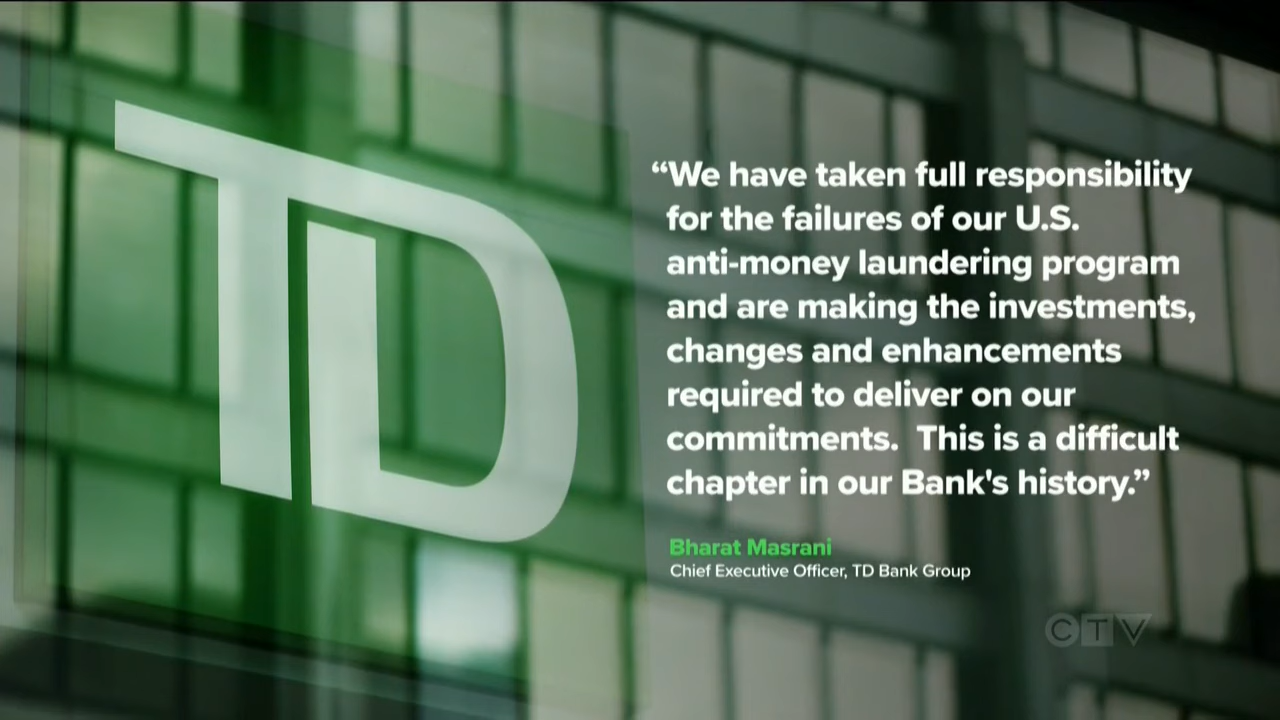 TD
“We have taken full responsibility
for the failures of our U.S.
anti-money laundering program
and are making the investments,
changes and enhancements
required to deliver on our
commitments.  This is a difficult
chapter in our Bank's history.”
Bharat Masrani
Chief Executive Officer, TD Bank Group
CTV